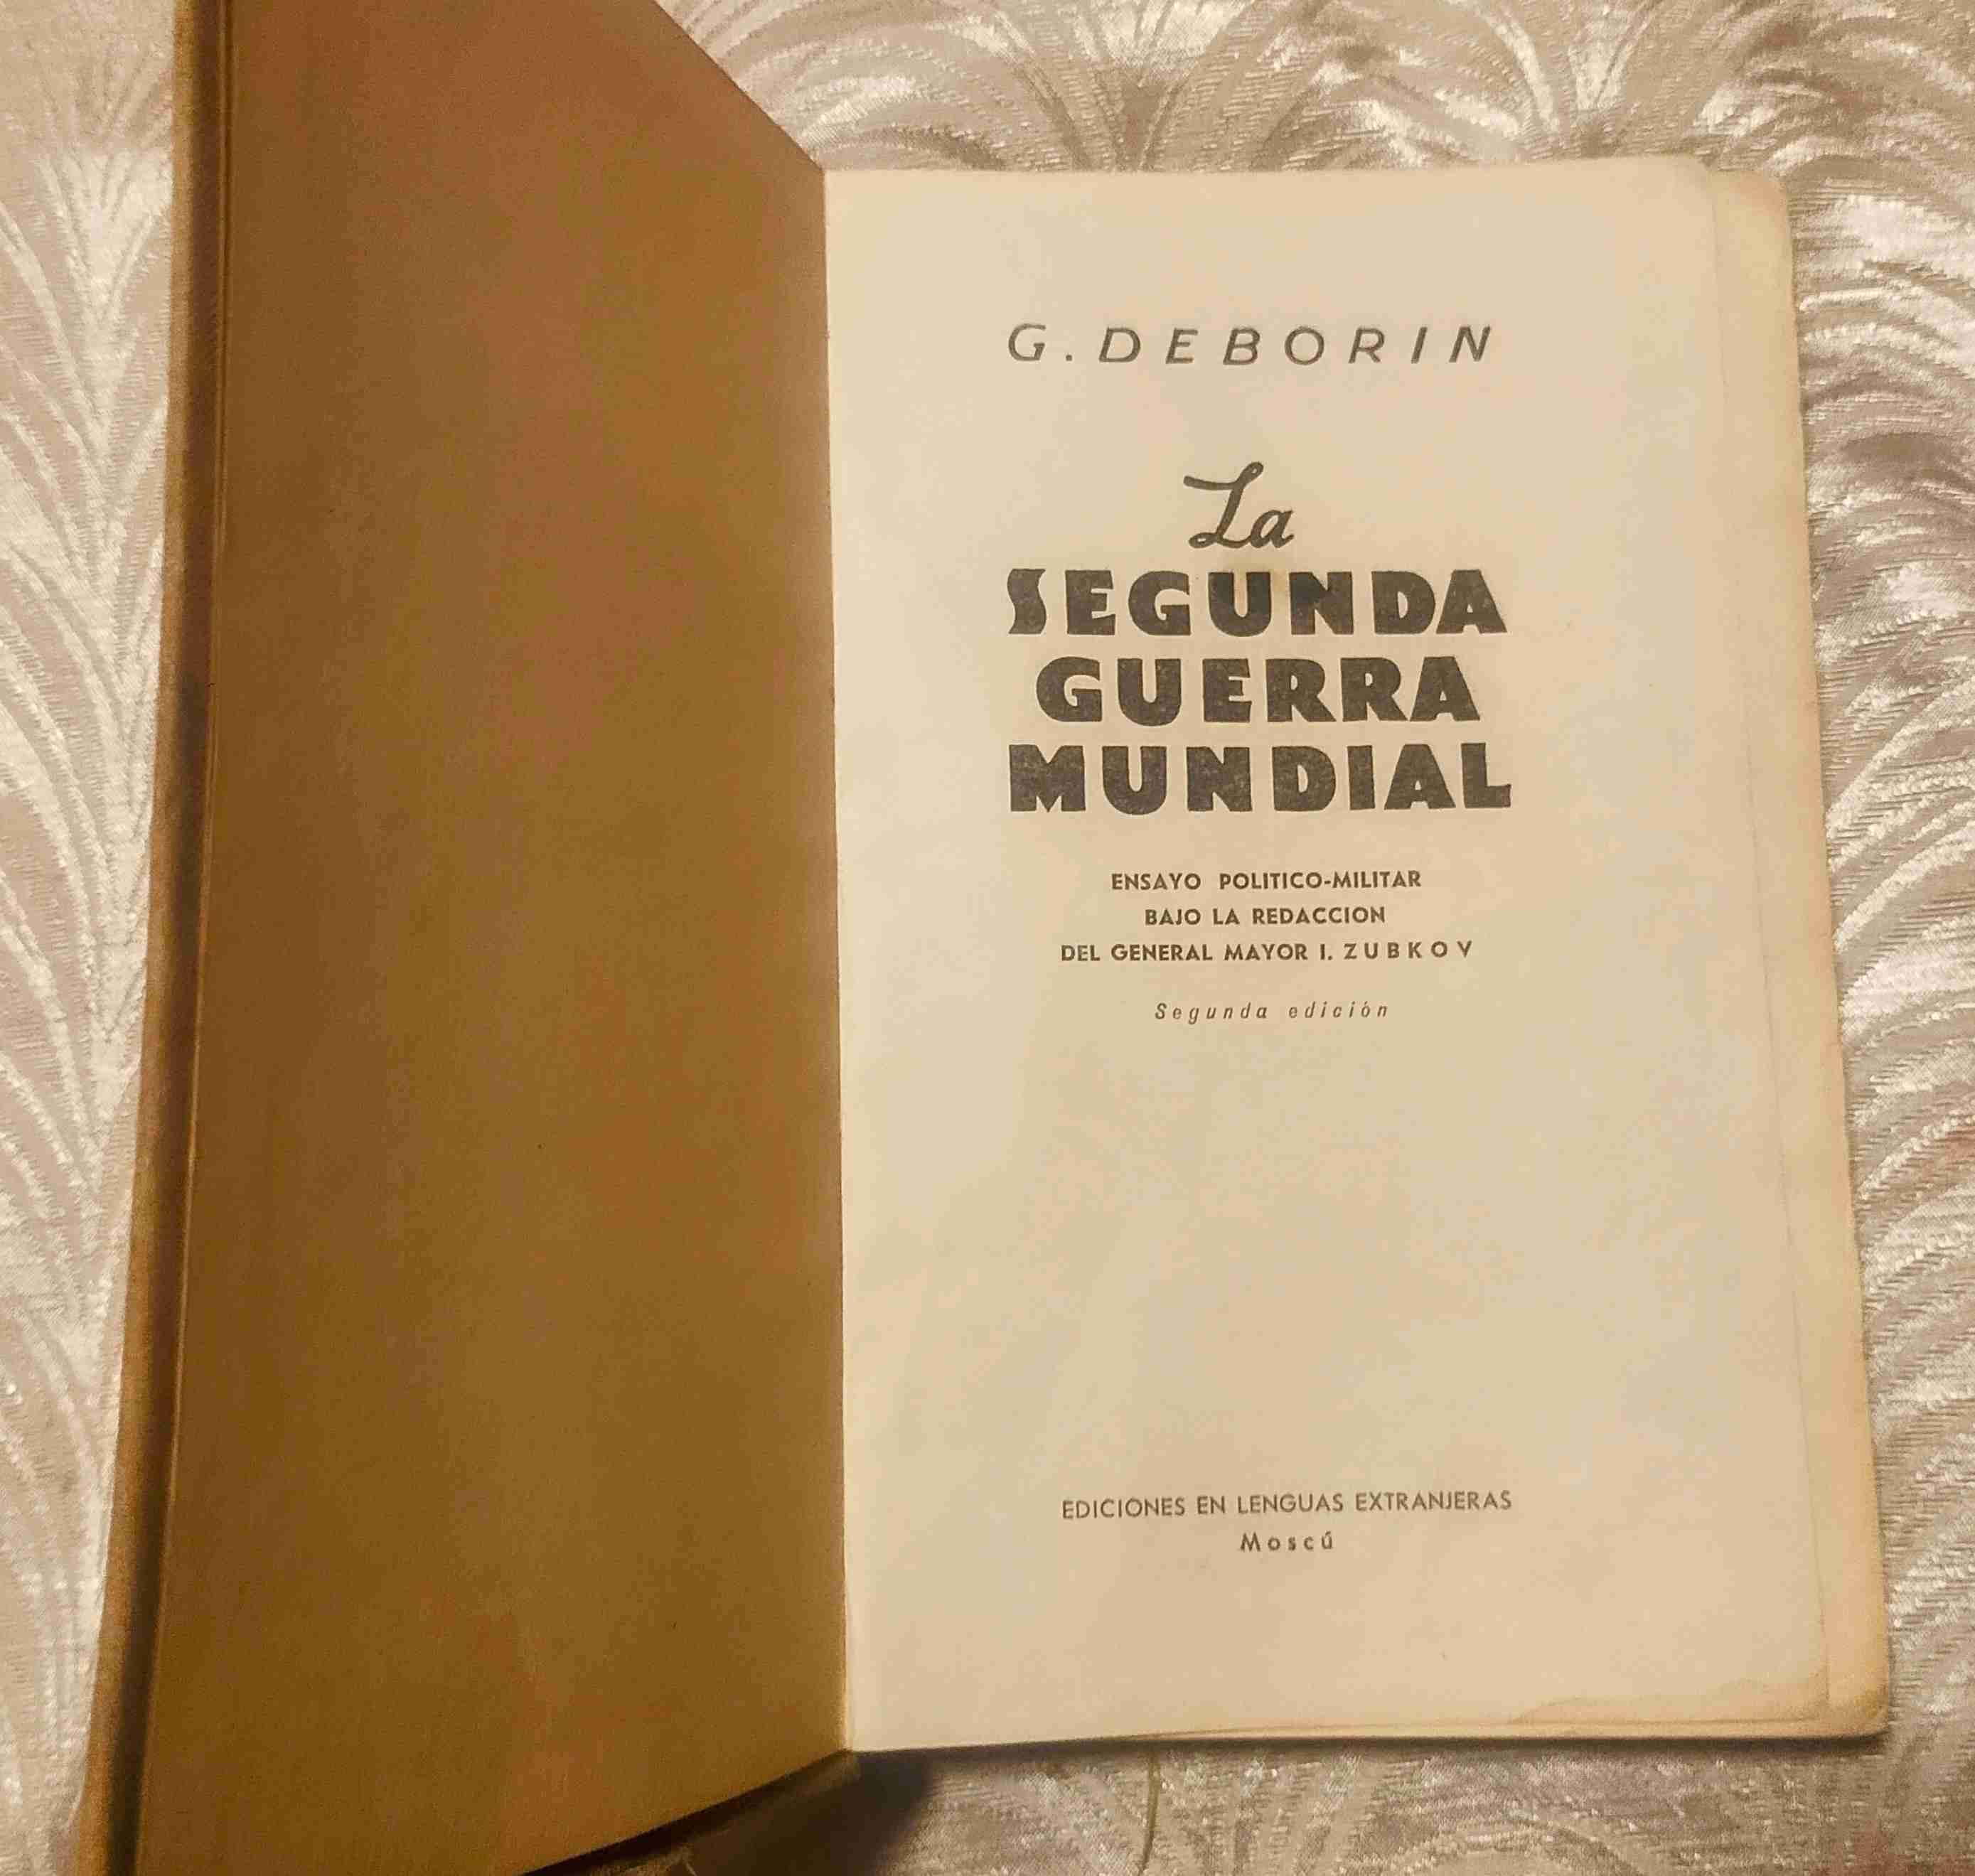 G. DEBORIN
La
SEGUNDA
GUERRA
MUNDIAL
ENSAYO POLITICO-MILITAR
BAJO LA REDACCION
DEL GENERAL MAYOR I. ZUBKOV
Segunda edición
EDICIONES EN LENGUAS EXTRANJERAS
Moscú